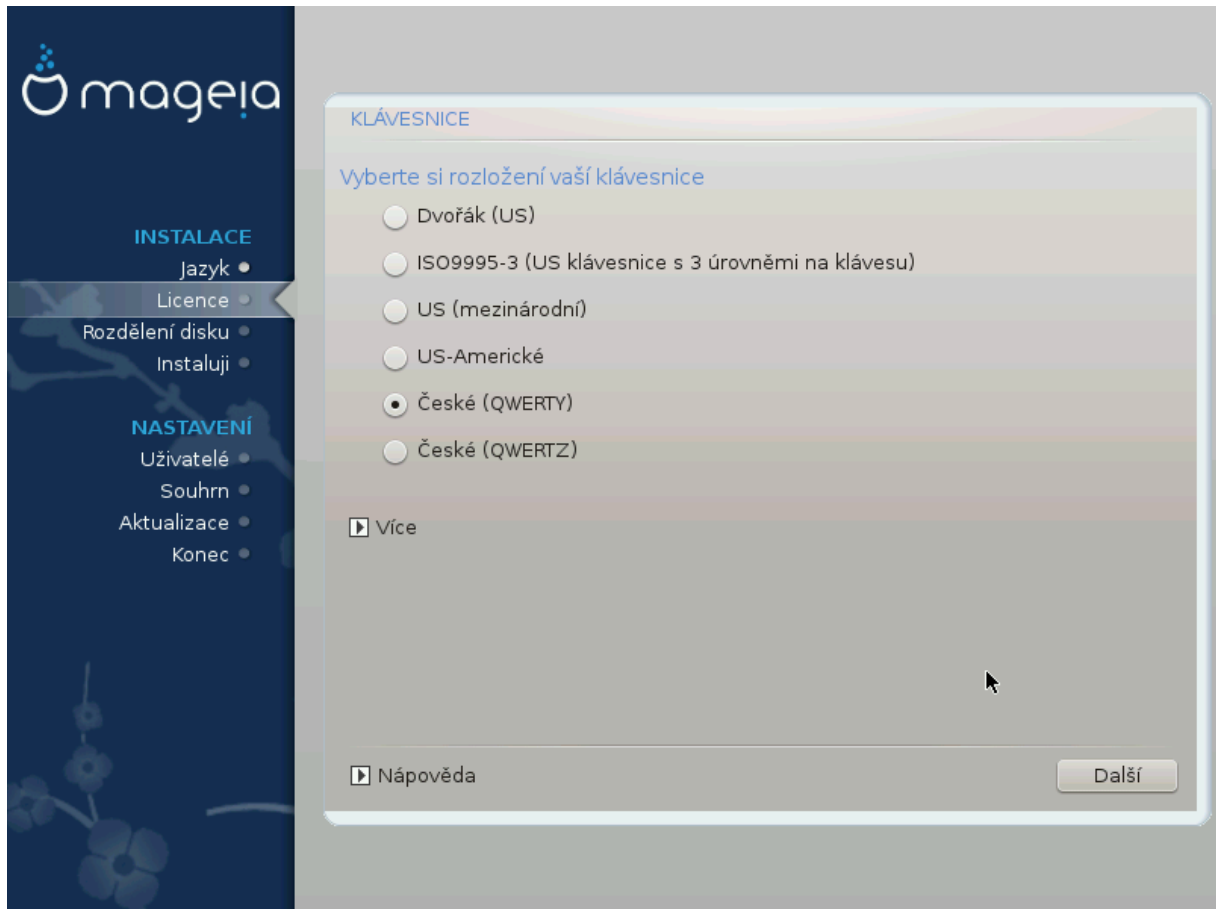 mageia
INSTALACE
Jazyk
Licence
Rozdělení disku
Instaluji
NASTAVENÍ
Uživatelé
Souhrn
Aktualizace
Konec
KLÁVESNICE
Vyberte si rozložení vaší klávesnice
Dvořák (US)
ISO9995-3 (US klávesnice s 3 úrovněmi na klávesu)
US (mezinárodní)
US-Americké
České (QWERTY)
České (QWERTZ)
Více
Nápověda
Další